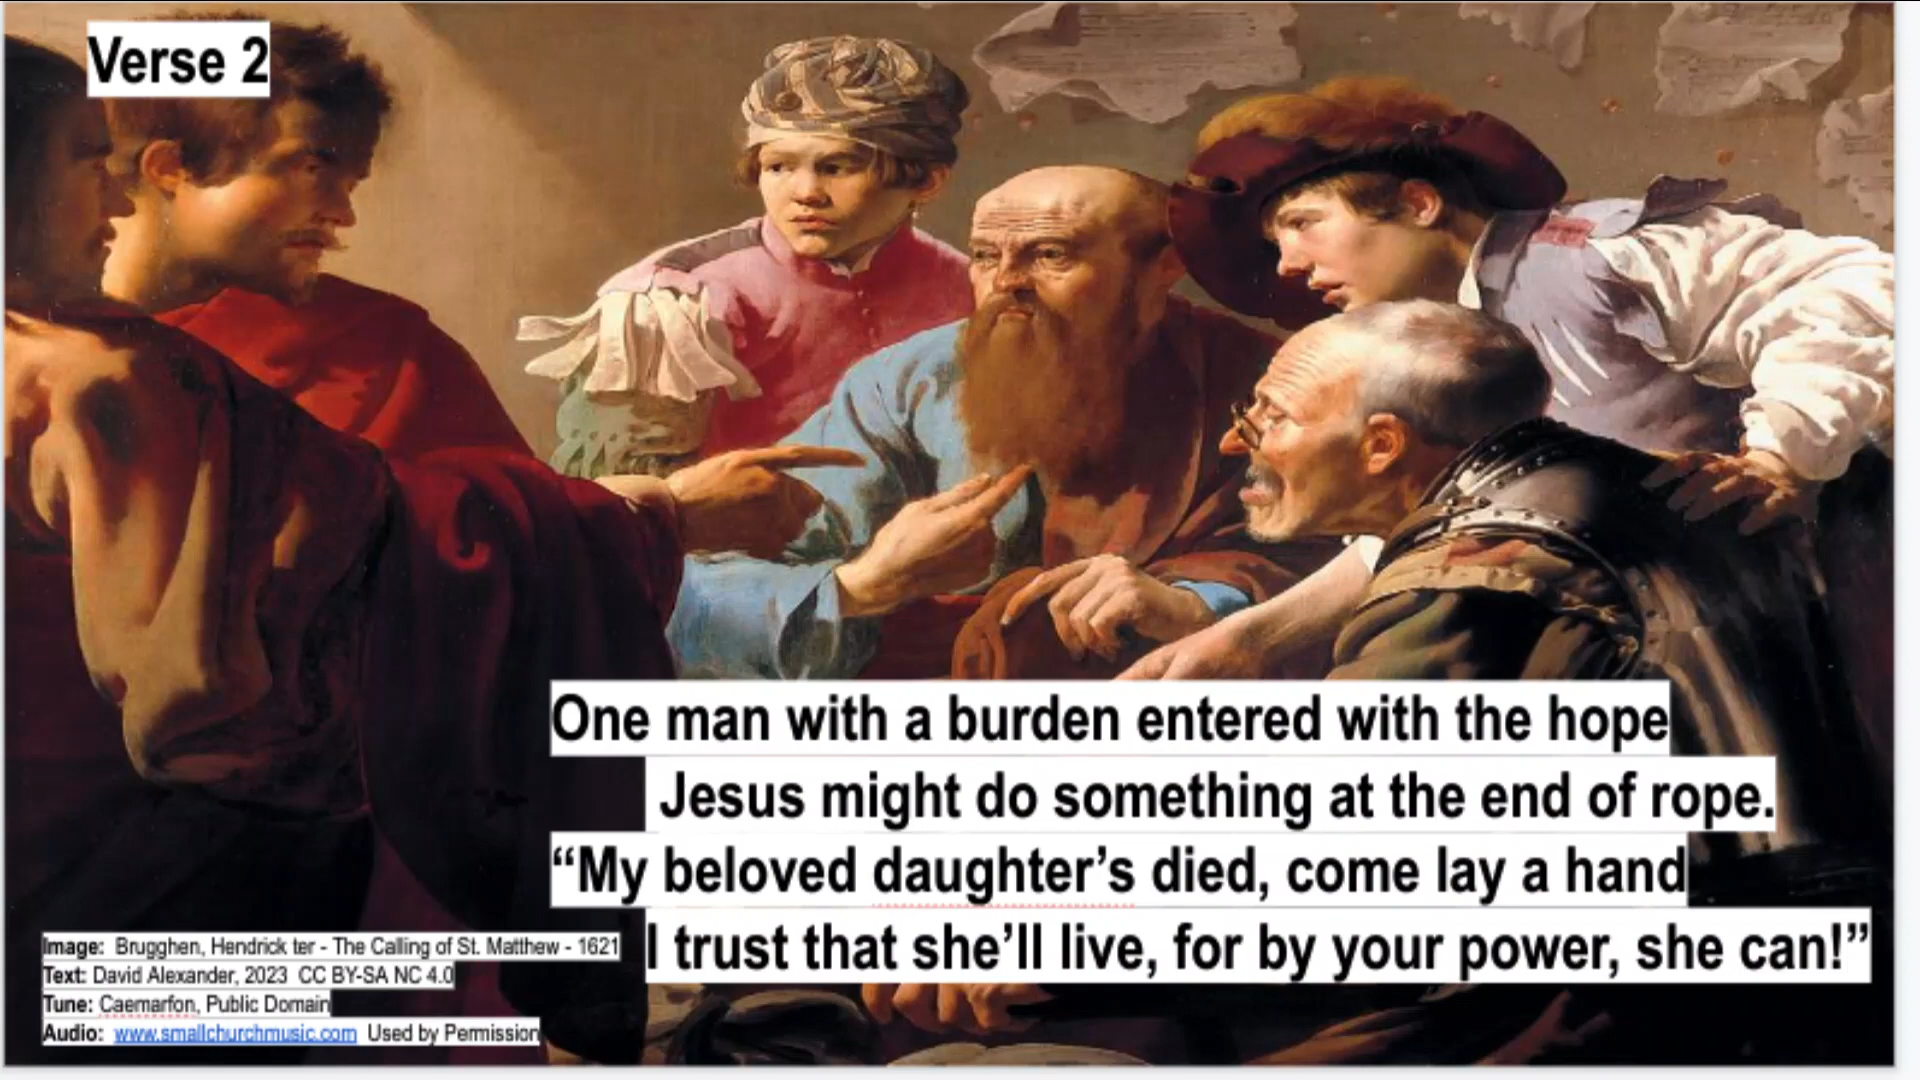 Verse 2
One man with a burden entered with the hope
Jesus might do something at the end of rope.
“My beloved daughter’s died, come lay a hand
I trust that she’ll live, for by your power, she can!”
Image: Brugghen, Hendrick ter - The Calling of St. Matthew - 1621
Text: David Alexander, 2023 CC BY-SA NC 4.0
Tune: Caernarfon, Public Domain
Audio: www.smallchurchmusic.com Used by Permission